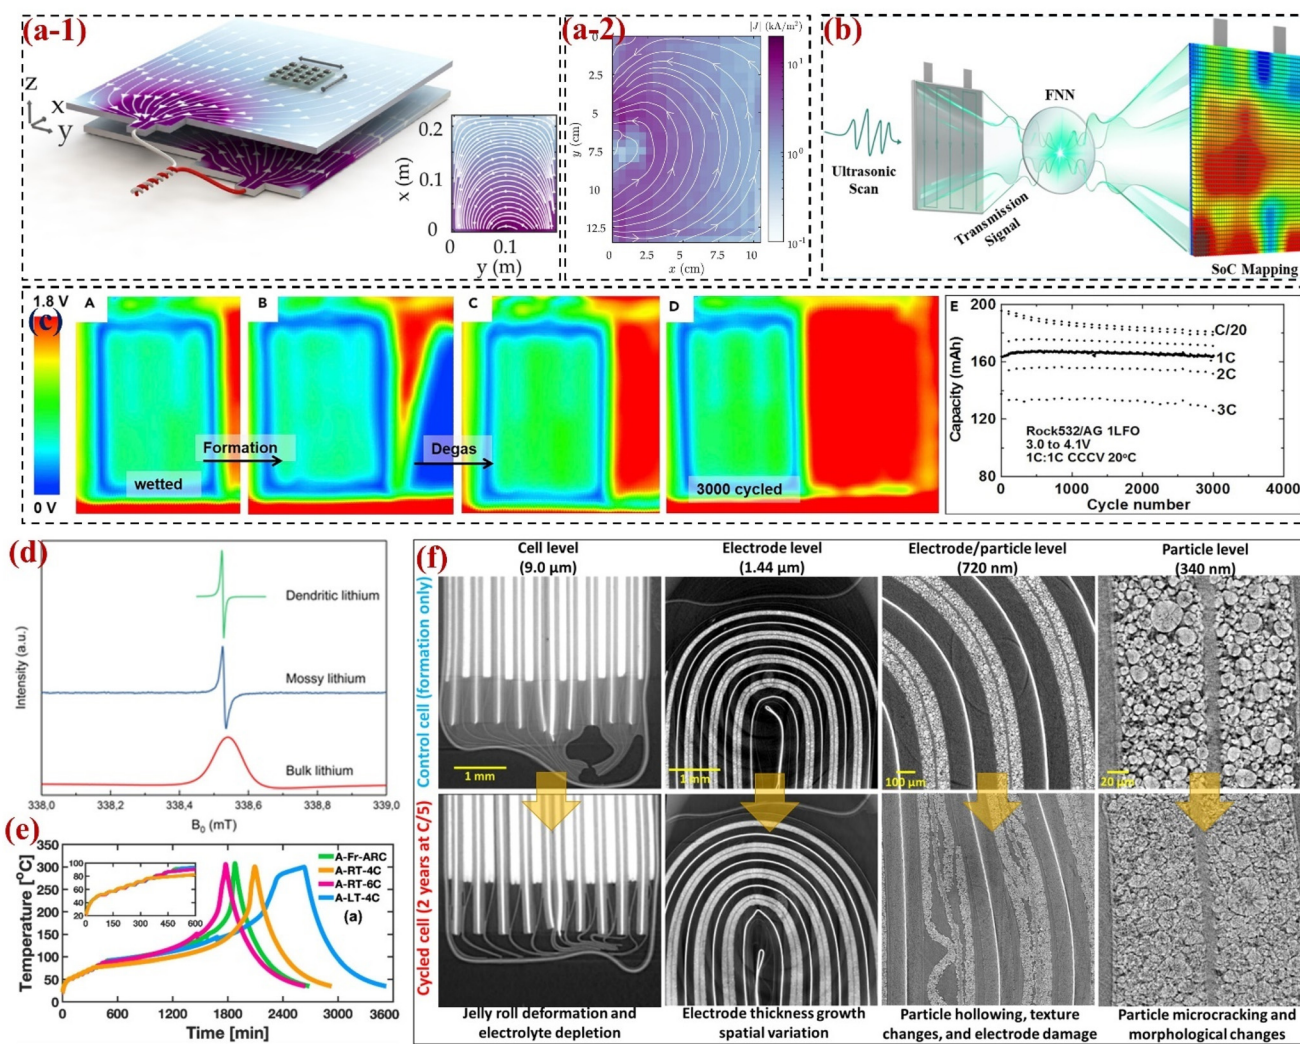 (a-1)
z
x
y
0.2
0.1
0
x (m)
0
0.1
y (m)
(a-2)
|J| (kA/m²)
0
2.5
5
7.5
10
12.5
y (cm)
0
2.5
5
7.5
10
x (cm)
10¹
10⁰
10⁻¹
(b)
Ultrasonic
Scan
FNN
Transmission
Signal
SoC Mapping
(c)
1.8 V
0 V
A
B
C
D
Formation
wetted
Degas
3000 cycled
E
200
160
120
80
Capacity (mAh)
C/20
1C
2C
3C
Rock532/AG 1LFO
3.0 to 4.1V
1C:1C CCCV 20°C
0
1000
2000
3000
4000
Cycle number
(d)
Intensity (a.u.)
Dendritic lithium
Mossy lithium
Bulk lithium
338,0
338,2
338,4
338,6
338,8
339,0
B₀ (mT)
(e)
Temperature [°C]
350
300
250
200
150
100
50
0
100
80
60
40
20
0
150
300
450
600
A-Fr-ARC
A-RT-4C
A-RT-6C
A-LT-4C
(a)
0
600
1200
1800
2400
3000
3600
Time [min]
(f)
Cell level
(9.0 µm)
Electrode level
(1.44 µm)
Electrode/particle level
(720 nm)
Particle level
(340 nm)
Control cell (formation only)
1 mm
1 mm
100 µm
20 µm
Cycled cell (2 years at C/5)
Jelly roll deformation and
electrolyte depletion
Electrode thickness growth
spatial variation
Particle hollowing, texture
changes, and electrode damage
Particle microcracking and
morphological changes